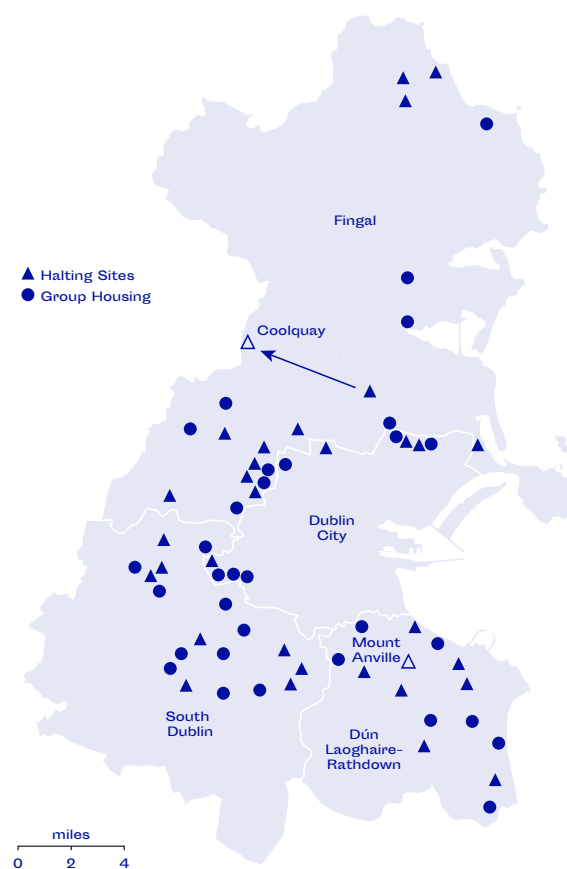 Fingal
Halting Sites
Group Housing
Coolquay
Dublin
City
Mount
Anville
South
Dublin
Dún
Laoghaire-
Rathdown
miles
0 2 4